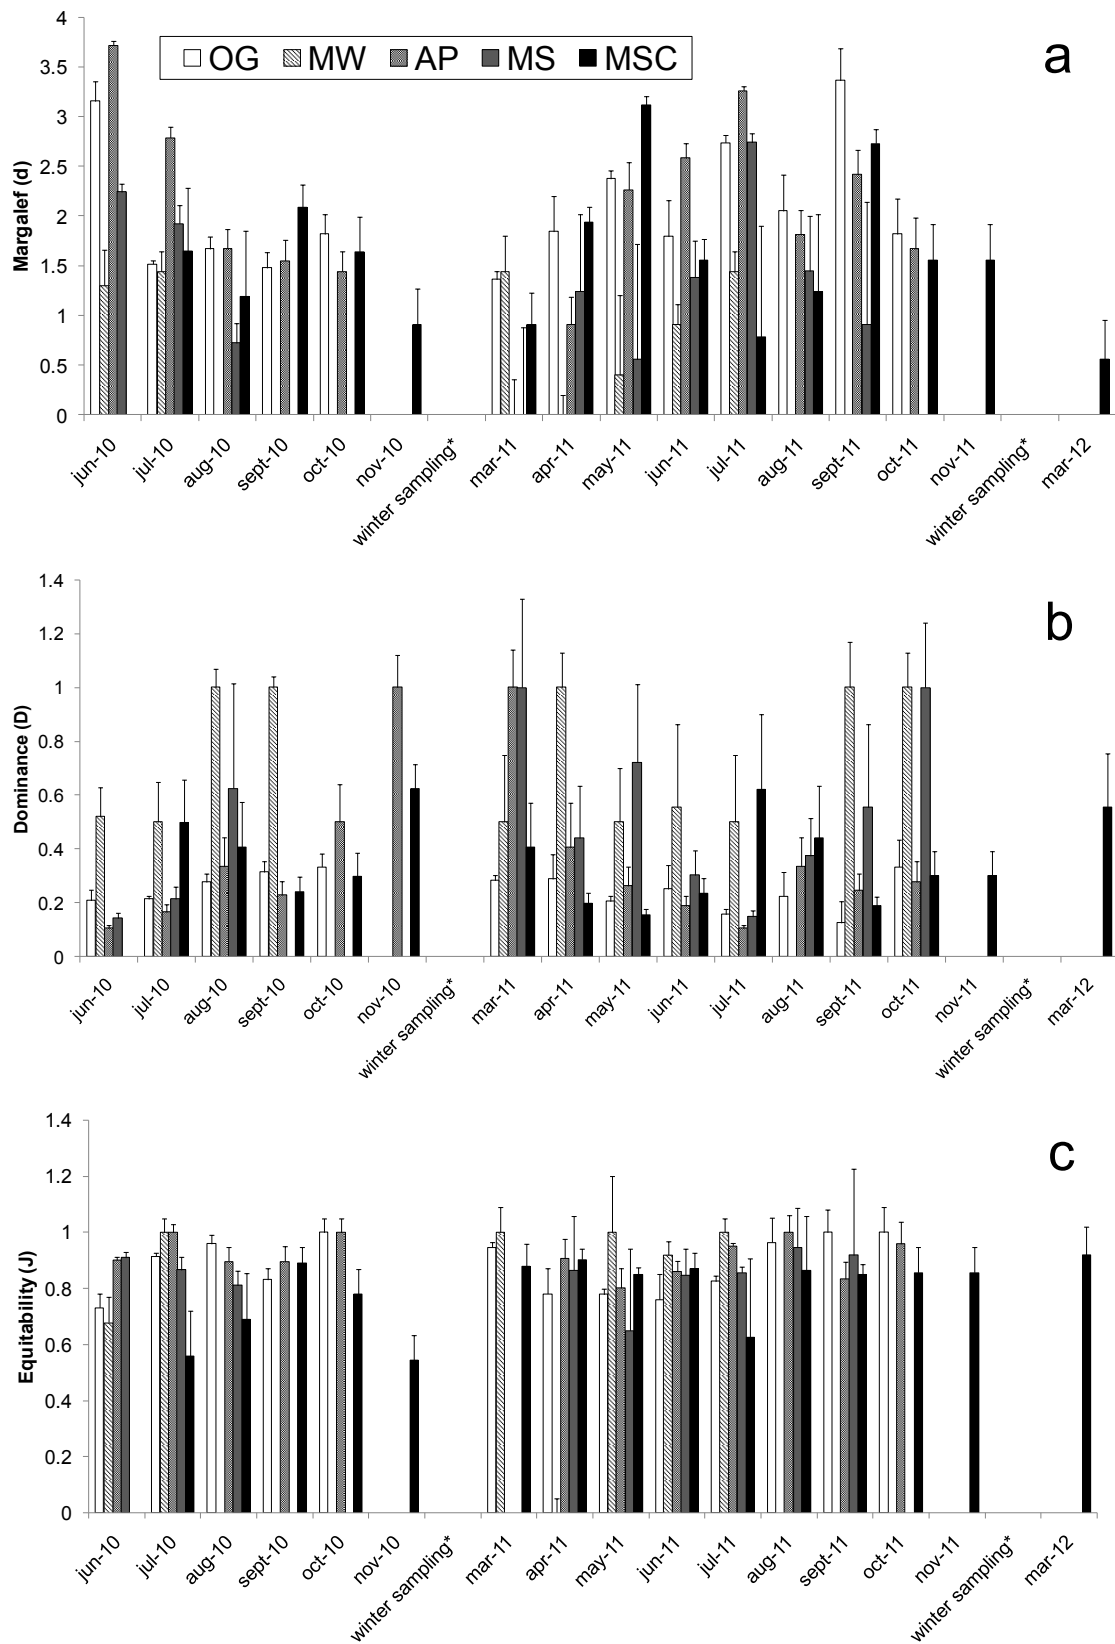 4
3.5
3
2.5
2
1.5
1
0.5
0
Margalef (d)
OG MW AP MS MSC
a
jun-10 jul-10 aug-10 sept-10 oct-10 nov-10 winter sampling* mar-11 apr-11 may-11 jun-11 jul-11 aug-11 sept-11 oct-11 nov-11 winter sampling* mar-12
1.4
1.2
1
0.8
0.6
0.4
0.2
0
Dominance (D)
b
jun-10 jul-10 aug-10 sept-10 oct-10 nov-10 winter sampling* mar-11 apr-11 may-11 jun-11 jul-11 aug-11 sept-11 oct-11 nov-11 winter sampling* mar-12
1.4
1.2
1
0.8
0.6
0.4
0.2
0
Equitability (J)
c
jun-10 jul-10 aug-10 sept-10 oct-10 nov-10 winter sampling* mar-11 apr-11 may-11 jun-11 jul-11 aug-11 sept-11 oct-11 nov-11 winter sampling* mar-12